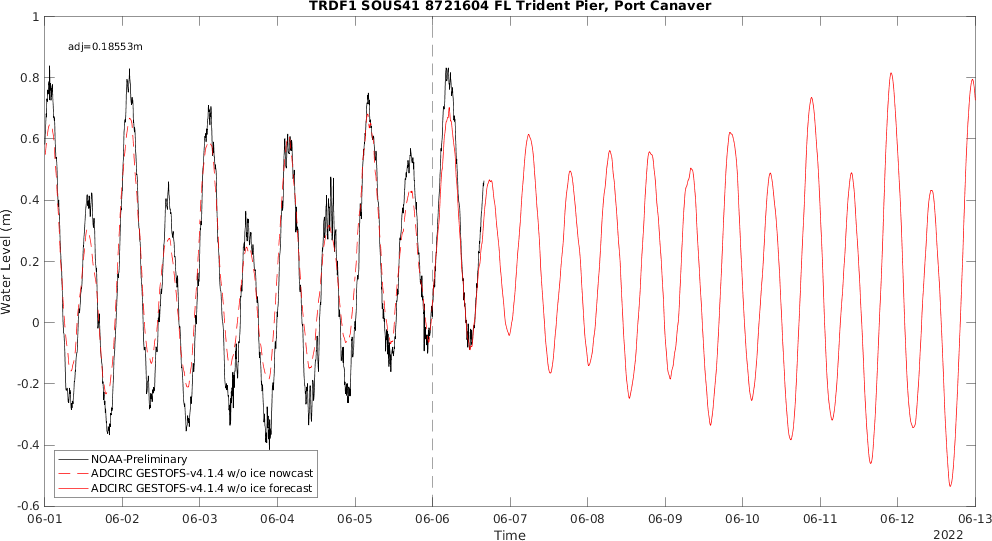 TRDF1 SOUS41 8721604 FL Trident Pier, Port Canaver
1
0.8
0.6
0.4
0.2
0
-0.2
-0.4
-0.6
Water Level (m)
adj=0.18553m
NOAA-Preliminary
ADCIRC GESTOFS-v4.1.4 w/o ice nowcast
ADCIRC GESTOFS-v4.1.4 w/o ice forecast
06-01 06-02 06-03 06-04 06-05 06-06 06-07 06-08 06-09 06-10 06-11 06-12 06-13
Time
2022